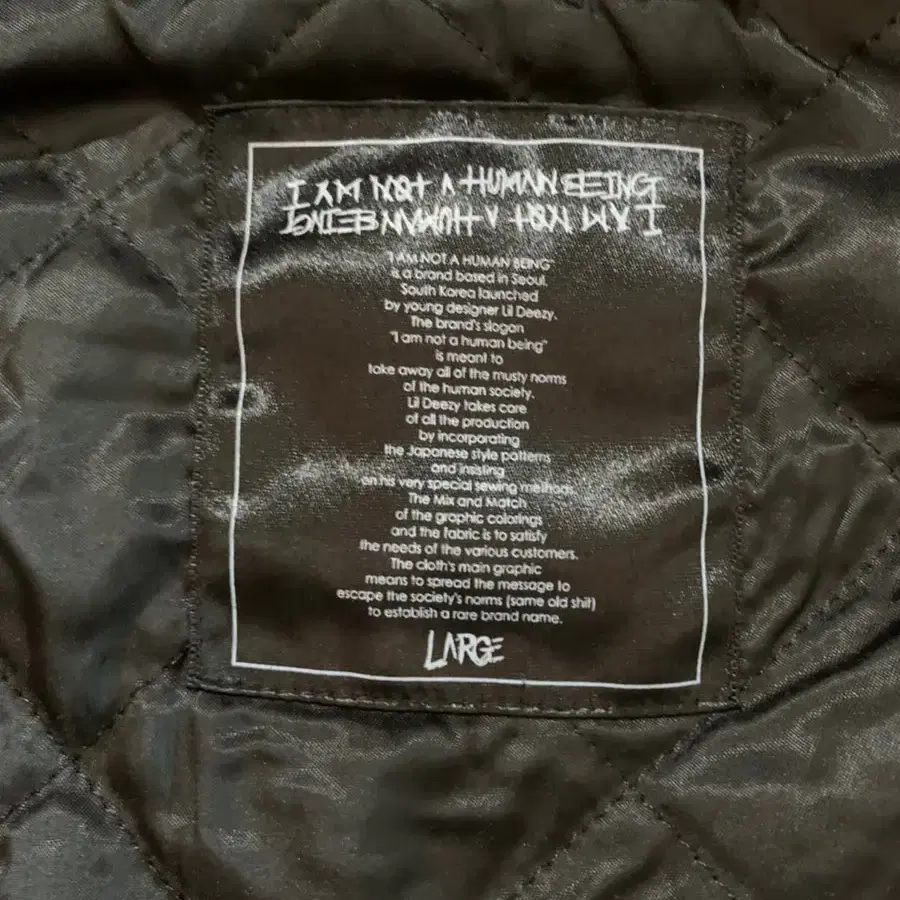 I AM NOT A HUMAN BEING
I AM NOT A HUMAN BEING
"I AM NOT A HUMAN BEING"
is a brand based in Seoul,
South Korea launched
by young designer Lil Deezy.
The brand's slogan
"I am not a human being"
is meant to
take away all of the musty norms
of the human society.
Lil Deezy takes care
of all the production
by incorporating
the Japanese style patterns
and insisting
on his very special sewing methods.
The Mix and Match
of the graphic colorings
and the fabric is to satisfy
the needs of the various customers.
The cloth's main graphic
means to spread the message to
escape the society's norms (same old shit)
to establish a rare brand name.
LARGE